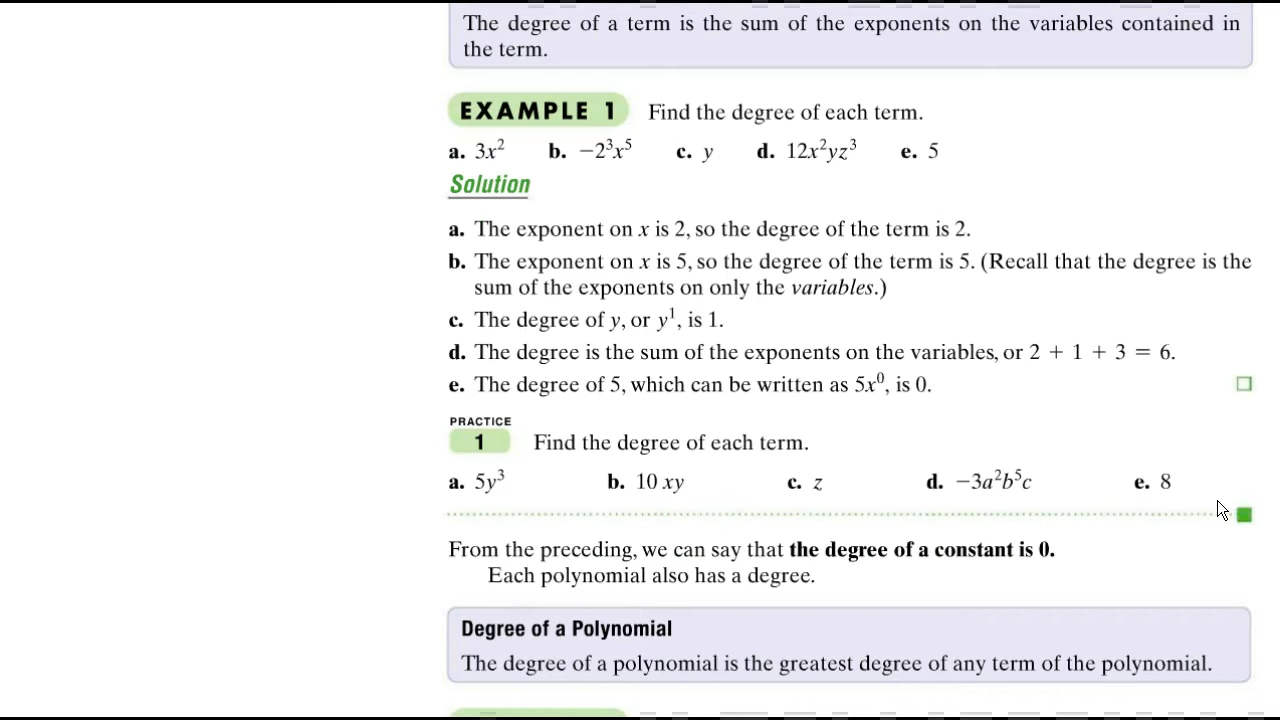 The degree of a term is the sum of the exponents on the variables contained in
the term.
EXAMPLE 1 Find the degree of each term.
a. 3x² b. −2³x⁵ c. y d. 12x²yz³ e. 5
Solution
a. The exponent on x is 2, so the degree of the term is 2.
b. The exponent on x is 5, so the degree of the term is 5. (Recall that the degree is the
sum of the exponents on only the variables.)
c. The degree of y, or y¹, is 1.
d. The degree is the sum of the exponents on the variables, or 2 + 1 + 3 = 6.
e. The degree of 5, which can be written as 5x⁰, is 0.
PRACTICE
1 Find the degree of each term.
a. 5y³ b. 10xy c. z d. −3a²b⁵c e. 8
From the preceding, we can say that the degree of a constant is 0.
Each polynomial also has a degree.
Degree of a Polynomial
The degree of a polynomial is the greatest degree of any term of the polynomial.